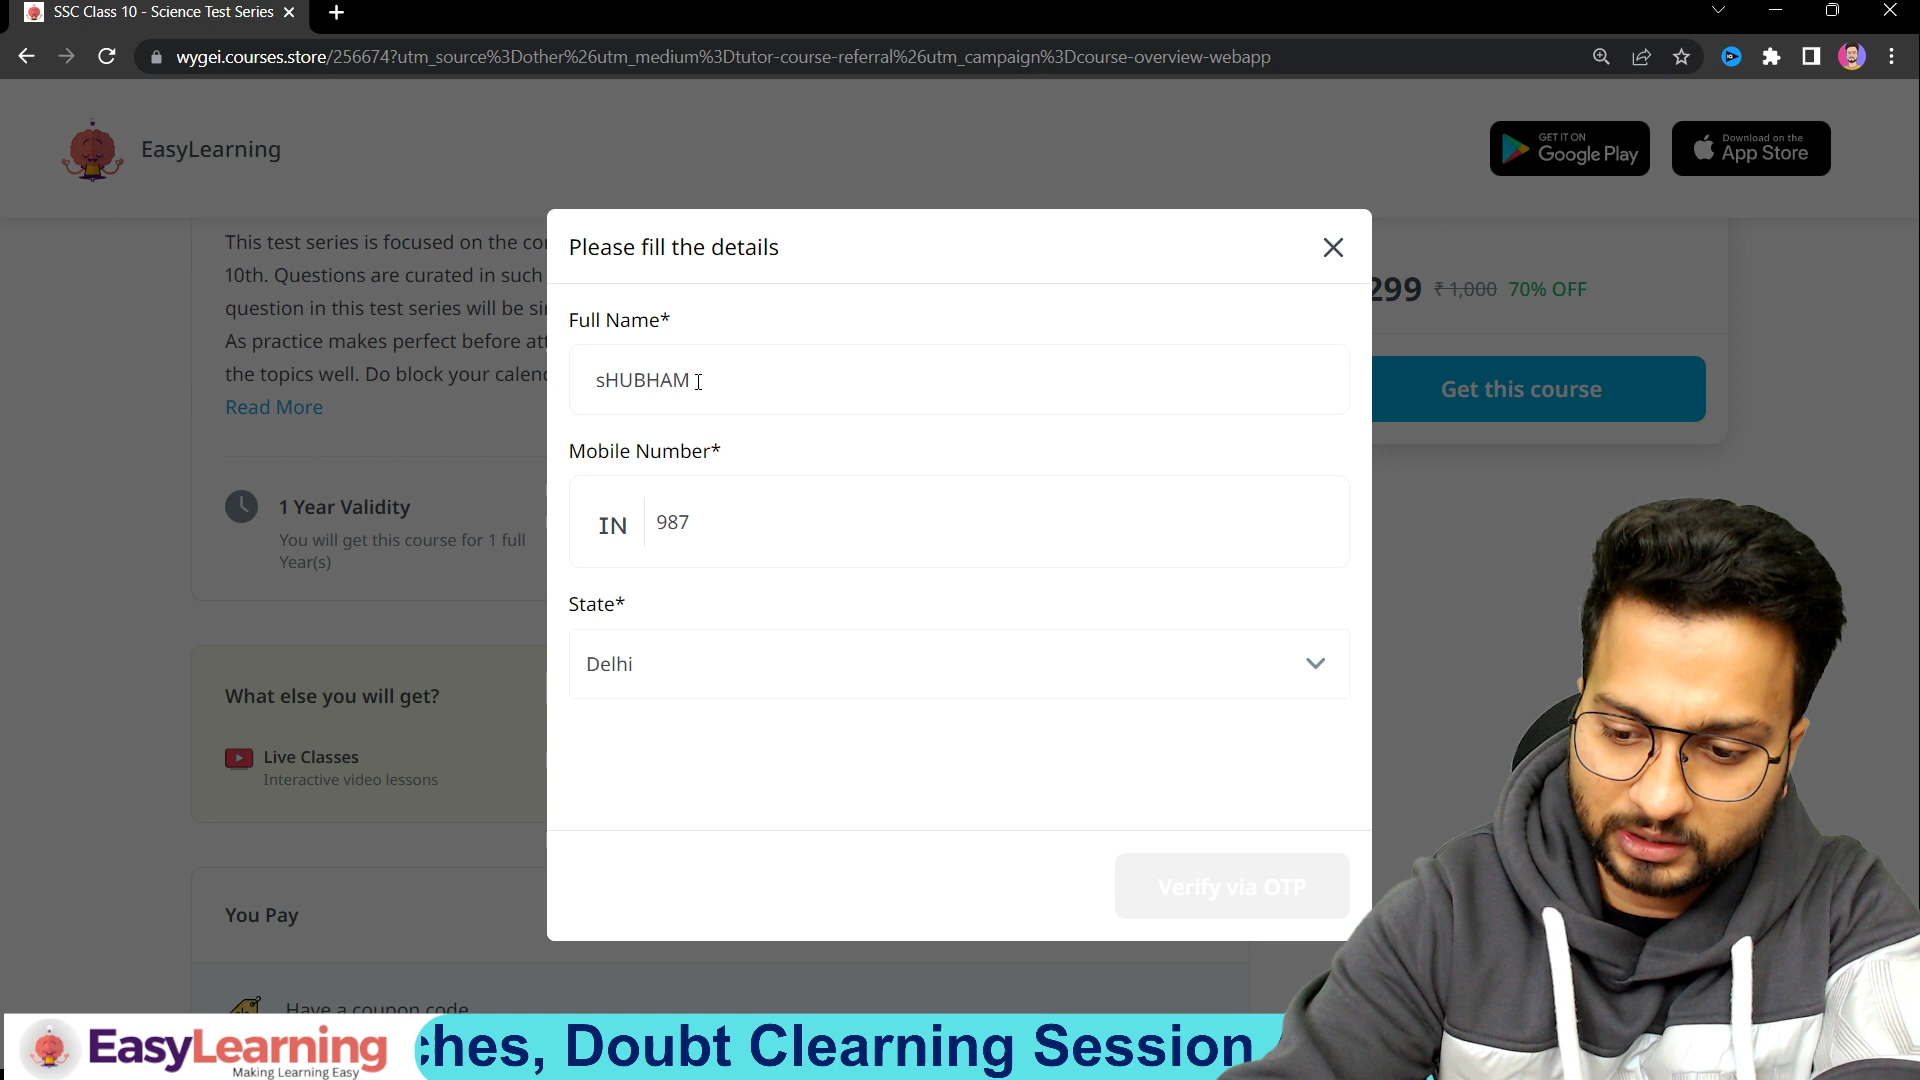 SSC Class 10 - Science Test Series
wygei.courses.store/256674?utm_source%3Dother%26utm_medium%3Dtutor-course-referral%26utm_campaign%3Dcourse-overview-webapp
EasyLearning
GET IT ON
Google Play
Download on the
App Store
This test series is focused on the
10th. Questions are curated in such
question in this test series will be
As practice makes perfect before
the topics well. Do block your
Read More
1 Year Validity
You will get this course for 1 full
Year(s)
What else you will get?
Live Classes
Interactive video lessons
You Pay
Have a coupon code
Please fill the details
Full Name*
sHUBHAM
Mobile Number*
IN 987
State*
Delhi
Verify via OTP
299 ₹1,000 70% OFF
Get this course
EasyLearning
Making Learning Easy
ches, Doubt Clearning Session